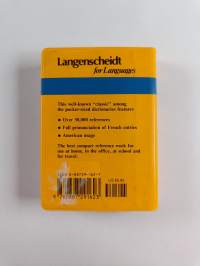 Langenscheidt
for Languages
This well-known "classic" among
the pocket-sized dictionaries features
● Over 30,000 references
● Full pronunciation of French entries
● American usage
The best compact reference work for
use at home, in the office, at school and
for travel.